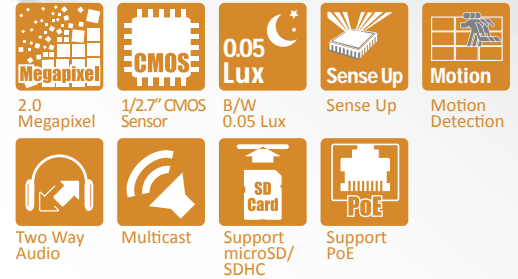 Megapixel
CMOS
0.05
Lux
Sense Up
Motion
2.0
Megapixel
1/2.7" CMOS
Sensor
B/W
0.05 Lux
Sense Up
Motion
Detection
SD
Card
PoE
Two Way
Audio
Multicast
Support
microSD/
SDHC
Support
PoE